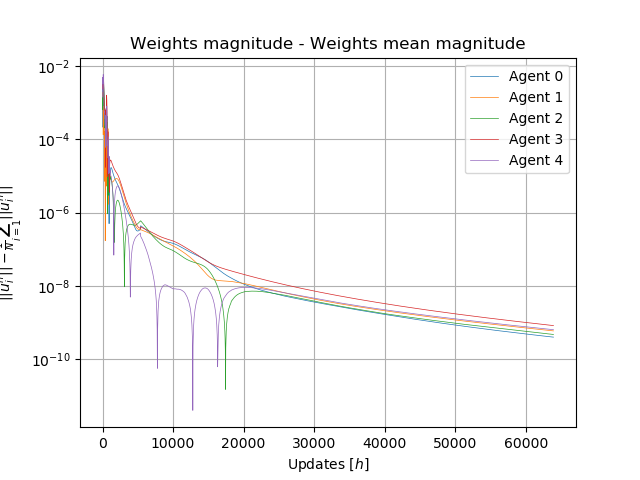 Weights magnitude - Weights mean magnitude
10⁻²
10⁻⁴
10⁻⁶
10⁻⁸
10⁻¹⁰
0
10000
20000
30000
40000
50000
60000
Updates [h]
Agent 0
Agent 1
Agent 2
Agent 3
Agent 4